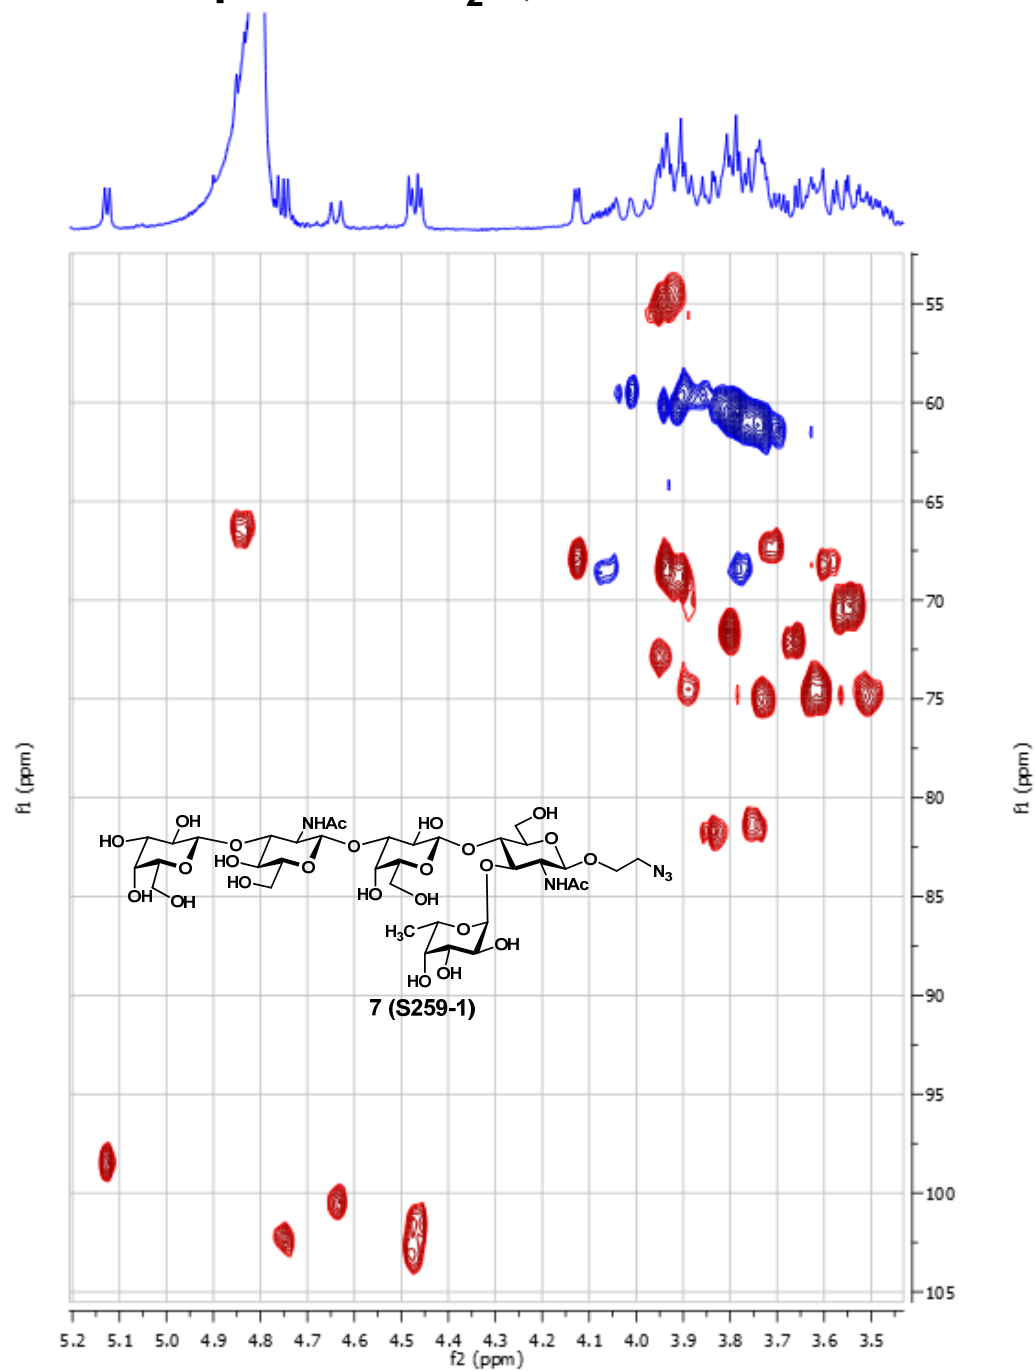 HO OH O NHAc HO O OH O HO O HO O OH OH HO O O HO OH O O OH O O NHAc N3
H3C O OH HO OH
7 (S259-1)
55
60
65
70
75
80
85
90
95
100
105
f1 (ppm)
f1 (ppm)
5.2 5.1 5.0 4.9 4.8 4.7 4.6 4.5 4.4 4.3 4.2 4.1 4.0 3.9 3.8 3.7 3.6 3.5
f2 (ppm)